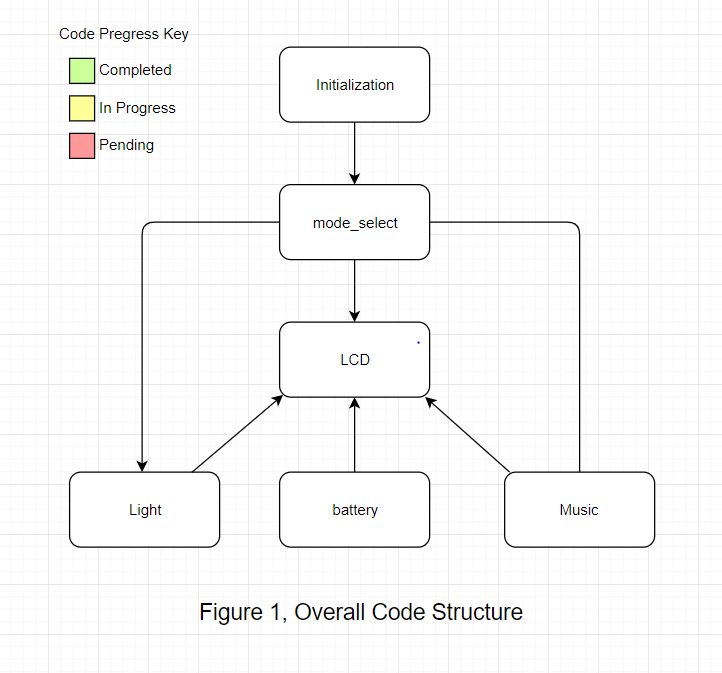 Code Pregress Key
Completed
In Progress
Pending
Initialization
mode_select
LCD
Light
battery
Music
Figure 1, Overall Code Structure